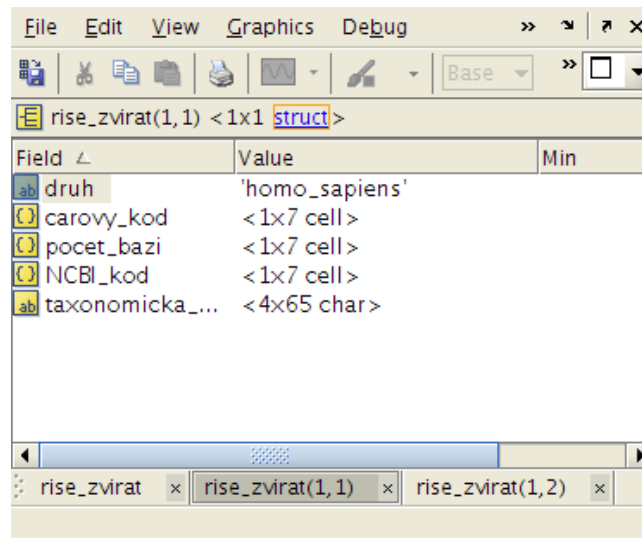 File Edit View Graphics Debug
Base
rise_zvirat(1,1) <1x1 struct>
Field Value Min
druh 'homo_sapiens'
carovy_kod <1x7 cell>
pocet_bazi <1x7 cell>
NCBI_kod <1x7 cell>
taxonomicka_... <4x65 char>
rise_zvirat rise_zvirat(1,1) rise_zvirat(1,2)